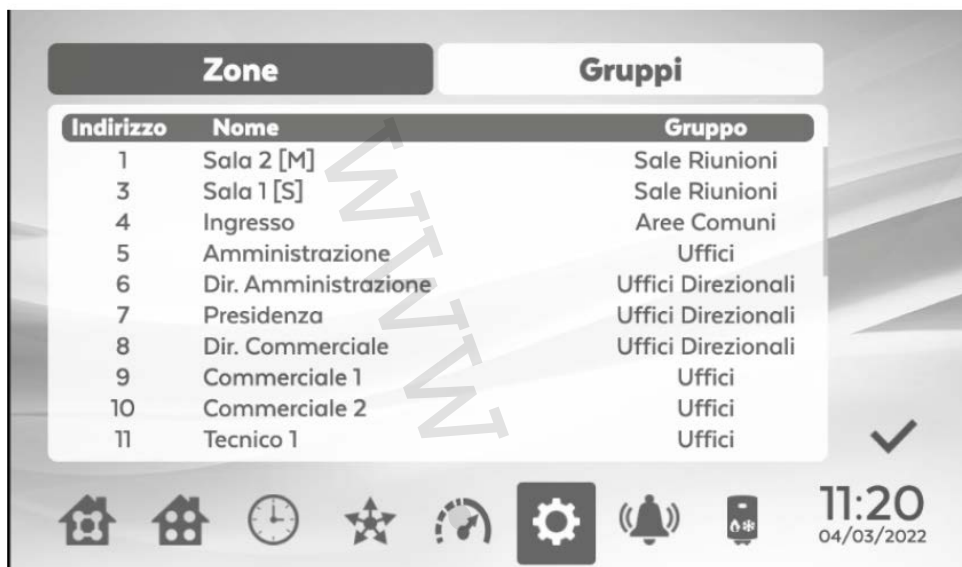 Zone Gruppi
Indirizzo Nome Gruppo
1 Sala 2 [M] Sale Riunioni
3 Sala 1 [S] Sale Riunioni
4 Ingresso Aree Comuni
5 Amministrazione Uffici
6 Dir. Amministrazione Uffici Direzionali
7 Presidenza Uffici Direzionali
8 Dir. Commerciale Uffici Direzionali
9 Commerciale 1 Uffici
10 Commerciale 2 Uffici
11 Tecnico 1 Uffici
11:20
04/03/2022
WWW